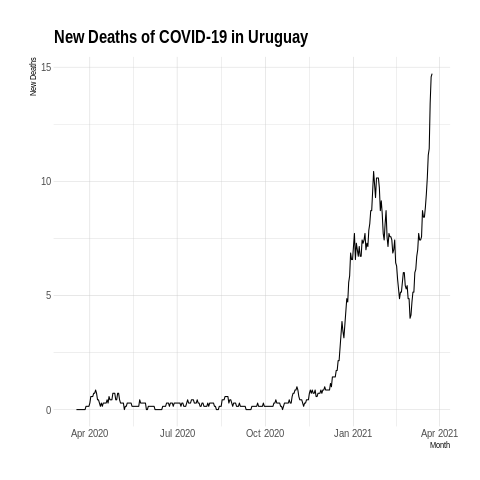 New Deaths of COVID-19 in Uruguay
New Deaths
15
10
5
0
Apr 2020 Jul 2020 Oct 2020 Jan 2021 Apr 2021
Month